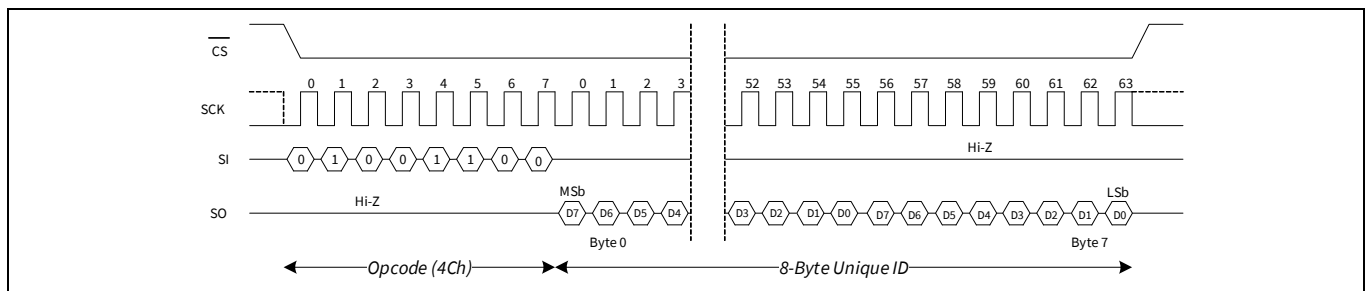 CS
0 1 2 3 4 5 6 7 0 1 2 3 52 53 54 55 56 57 58 59 60 61 62 63
SCK
Hi-Z
SI 0 1 0 0 1 1 0 0
MSb LSb
Hi-Z
SO D7 D6 D5 D4 D3 D2 D1 D0 D7 D6 D5 D4 D3 D2 D1 D0
Byte 0 Byte 7
Opcode (4Ch) 8-Byte Unique ID